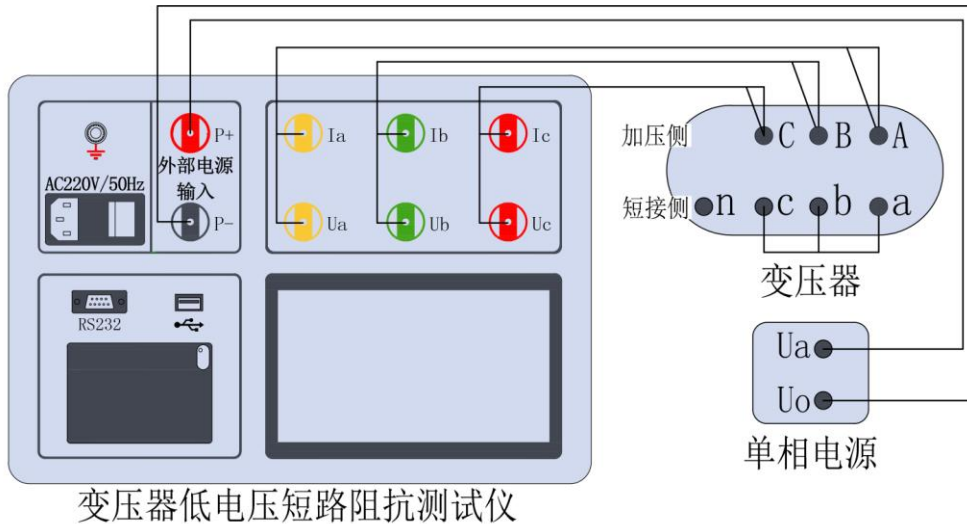 P+
外部电源
输入
AC220V/50Hz
P-
Ia
Ib
Ic
Ua
Ub
Uc
RS232
加压侧
C
B
A
短接侧
n
c
b
a
变压器
Ua
Uo
单相电源
变压器低电压短路阻抗测试仪